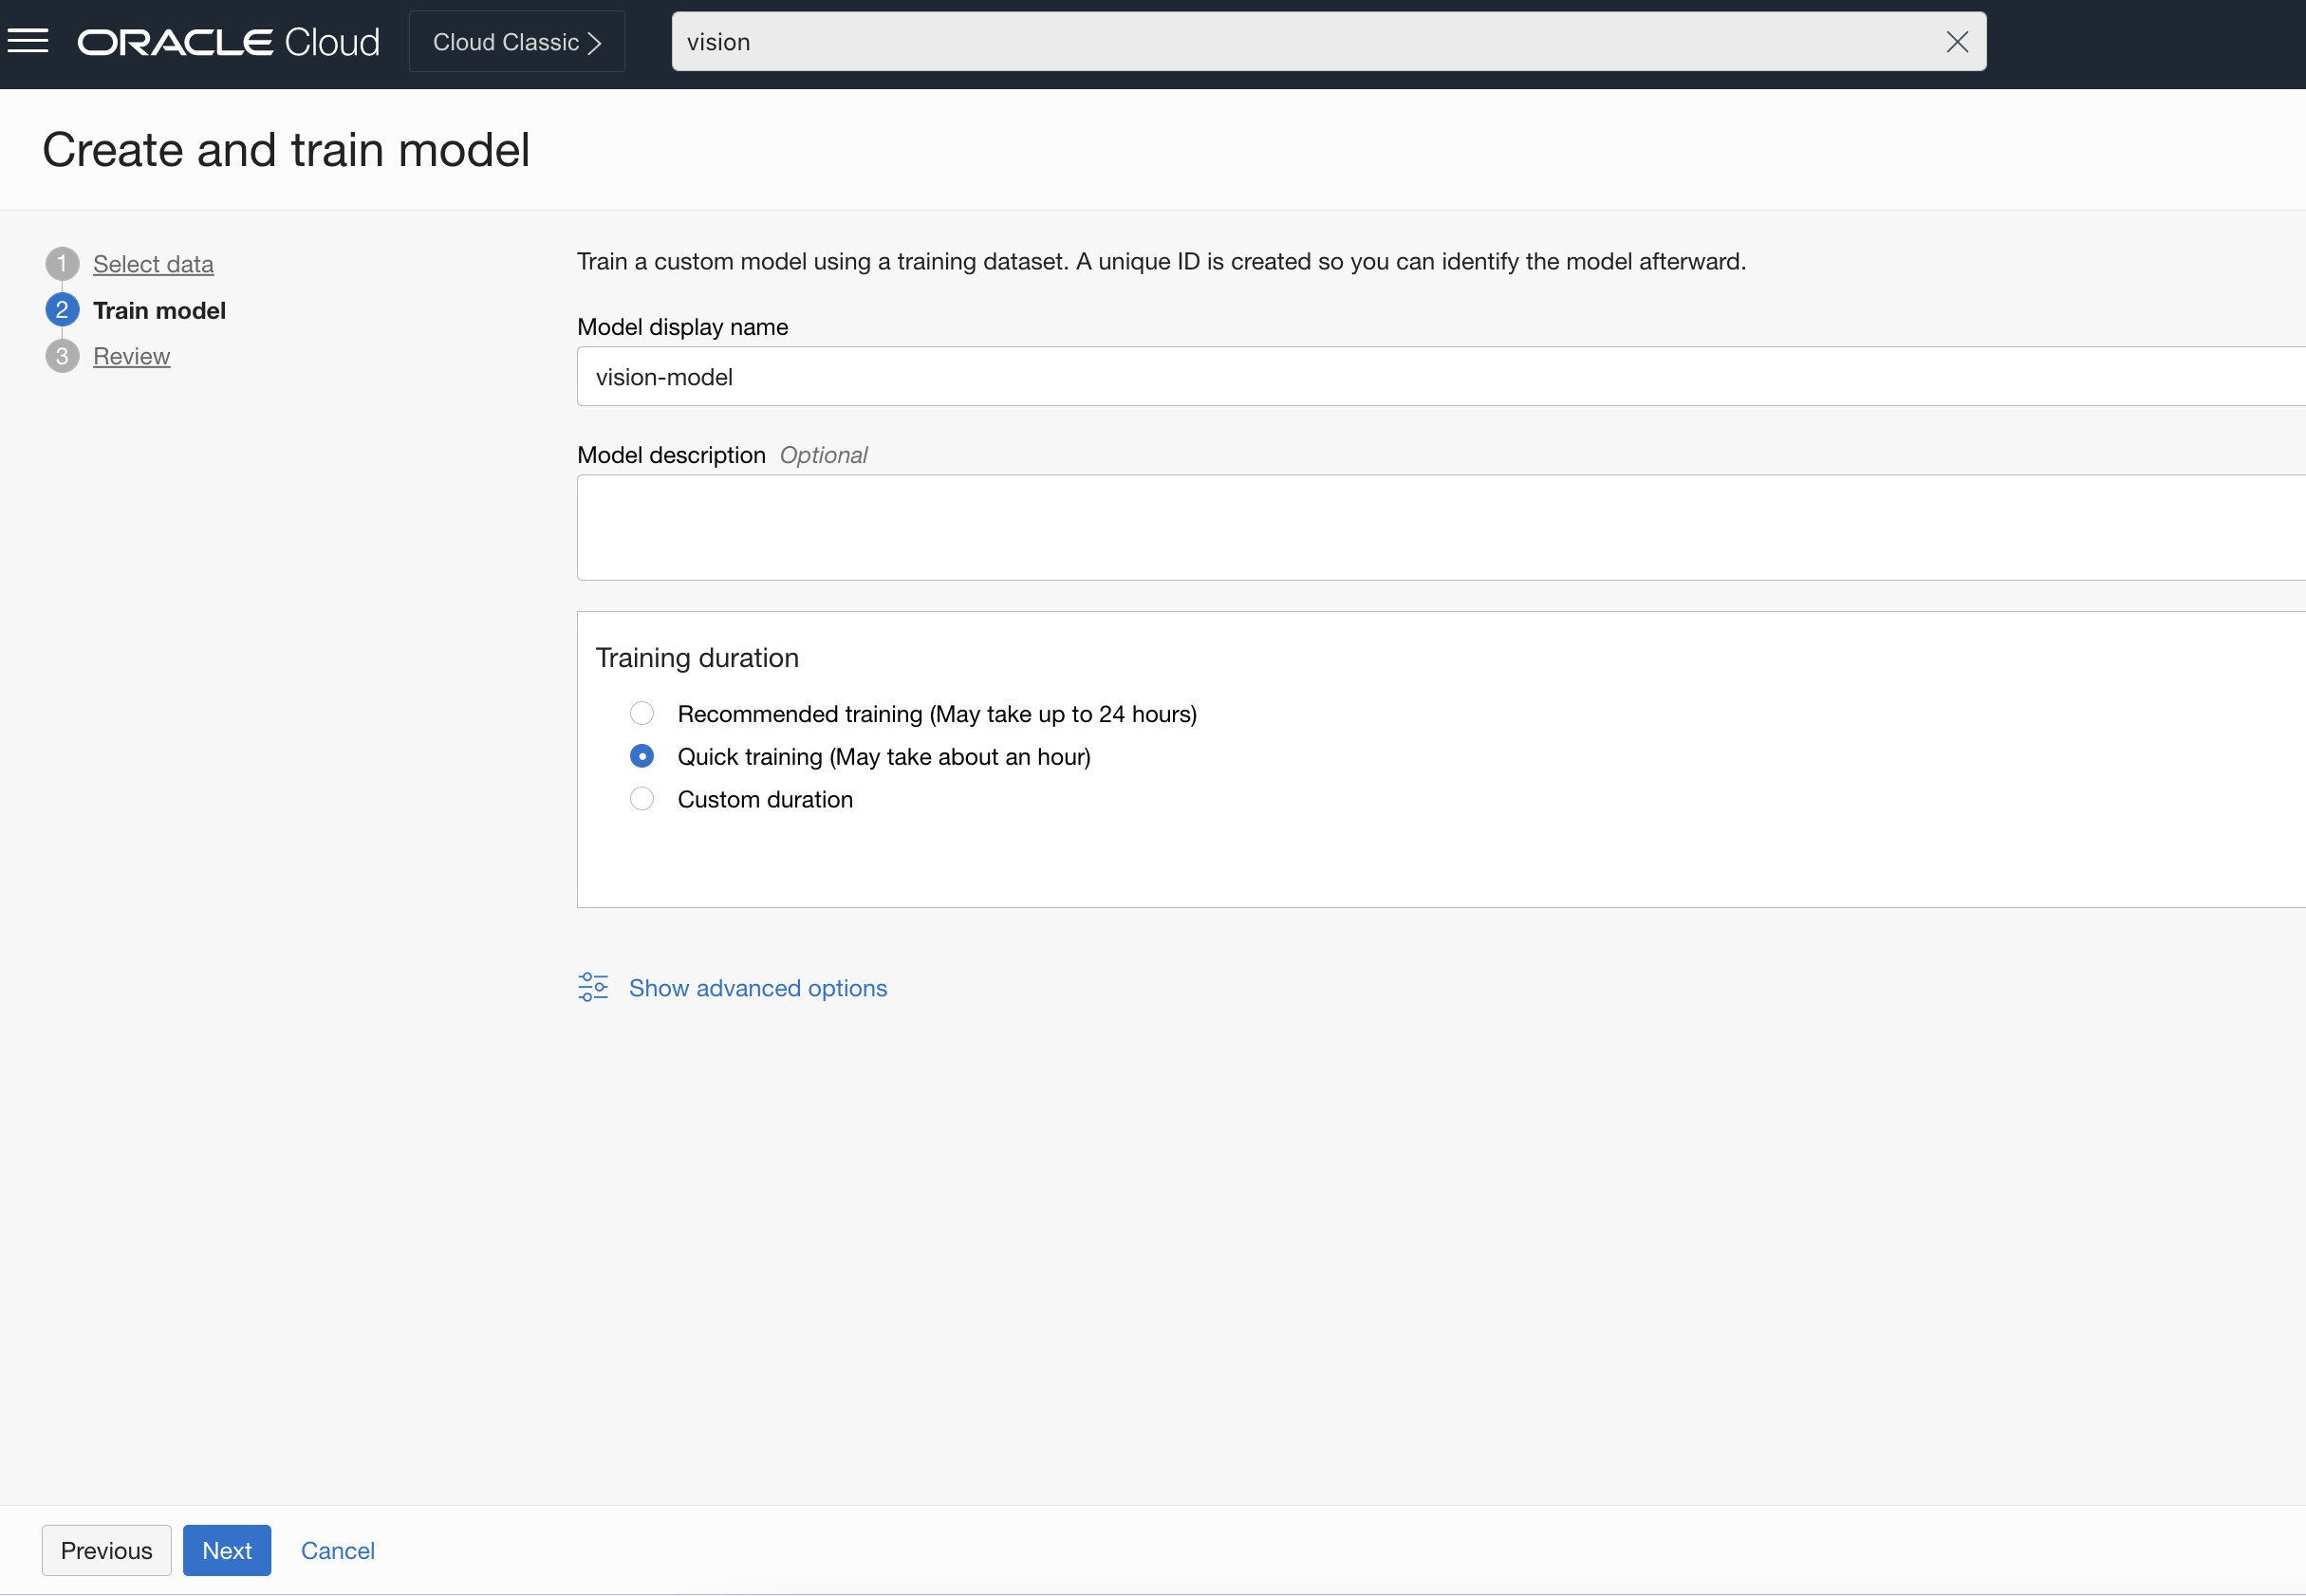 ORACLE Cloud
Cloud Classic
vision
Create and train model
1 Select data
2 Train model
3 Review
Train a custom model using a training dataset. A unique ID is created so you can identify the model afterward.
Model display name
vision-model
Model description Optional
Training duration
Recommended training (May take up to 24 hours)
Quick training (May take about an hour)
Custom duration
Show advanced options
Previous Next Cancel